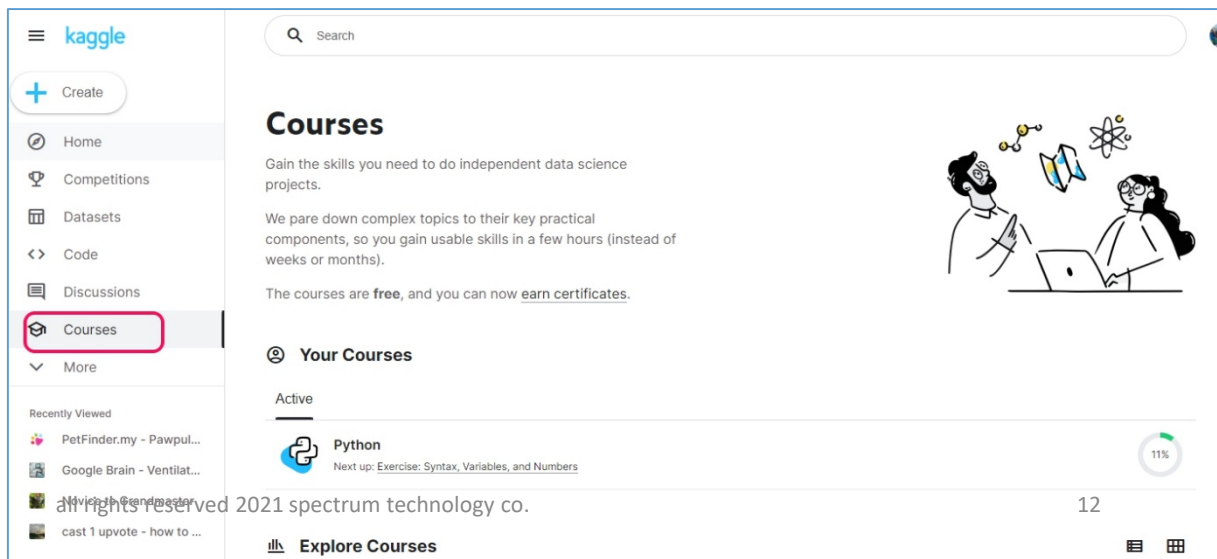 kaggle
Search
Create
Home
Competitions
Datasets
Code
Discussions
Courses
More
Recently Viewed
PetFinder.my - Pawpul...
Google Brain - Ventilat...
Novice to Grandmaster
cast 1 upvote - how to ...
Courses
Gain the skills you need to do independent data science
projects.
We pare down complex topics to their key practical
components, so you gain usable skills in a few hours (instead of
weeks or months).
The courses are free, and you can now earn certificates.
Your Courses
Active
Python
Next up: Exercise: Syntax, Variables, and Numbers
11%
Explore Courses
all rights reserved 2021 spectrum technology co.
12